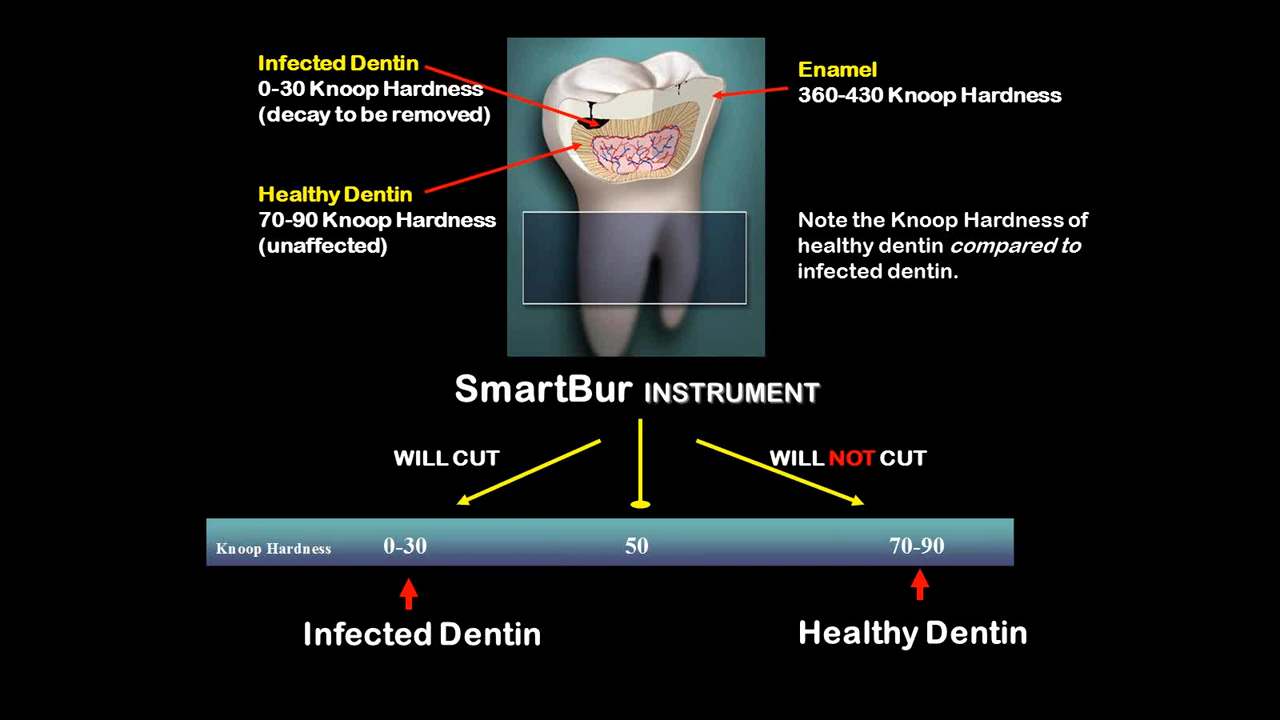 Infected Dentin
0-30 Knoop Hardness
(decay to be removed)
Healthy Dentin
70-90 Knoop Hardness
(unaffected)
Enamel
360-430 Knoop Hardness
Note the Knoop Hardness of
healthy dentin compared to
infected dentin.
SmartBur INSTRUMENT
WILL CUT
WILL NOT CUT
Knoop Hardness 0-30 50 70-90
Infected Dentin
Healthy Dentin